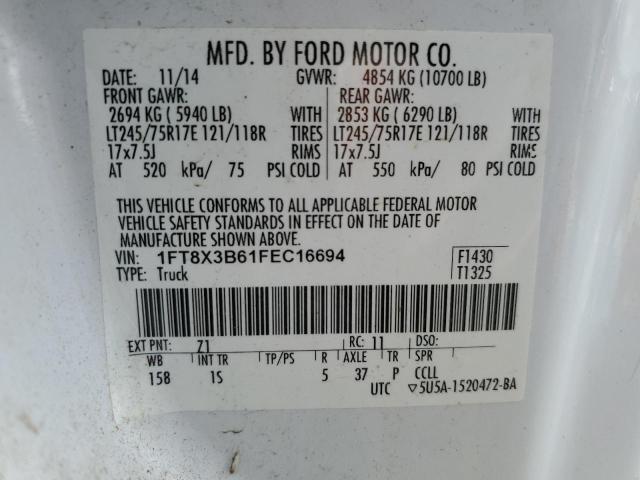 MFD. BY FORD MOTOR CO.
DATE: 11/14 GVWR: 4854 KG (10700 LB)
FRONT GAWR: REAR GAWR:
2694 KG ( 5940 LB) WITH 2853 KG ( 6290 LB) WITH
LT245/75R17E 121/118R TIRES LT245/75R17E 121/118R TIRES
17x7.5J RIMS 17x7.5J RIMS
AT 520 kPa/ 75 PSI COLD AT 550 kPa/ 80 PSI COLD
THIS VEHICLE CONFORMS TO ALL APPLICABLE FEDERAL MOTOR
VEHICLE SAFETY STANDARDS IN EFFECT ON THE DATE OF
MANUFACTURE SHOWN ABOVE.
VIN: 1FT8X3B61FEC16694 F1430
TYPE: Truck T1325
EXT PNT: Z1 RC: 11 DSO:
WB INT TR TP/PS R AXLE TR SPR
158 1S 5 37 P CCLL
UTC ▽5U5A-1520472-BA